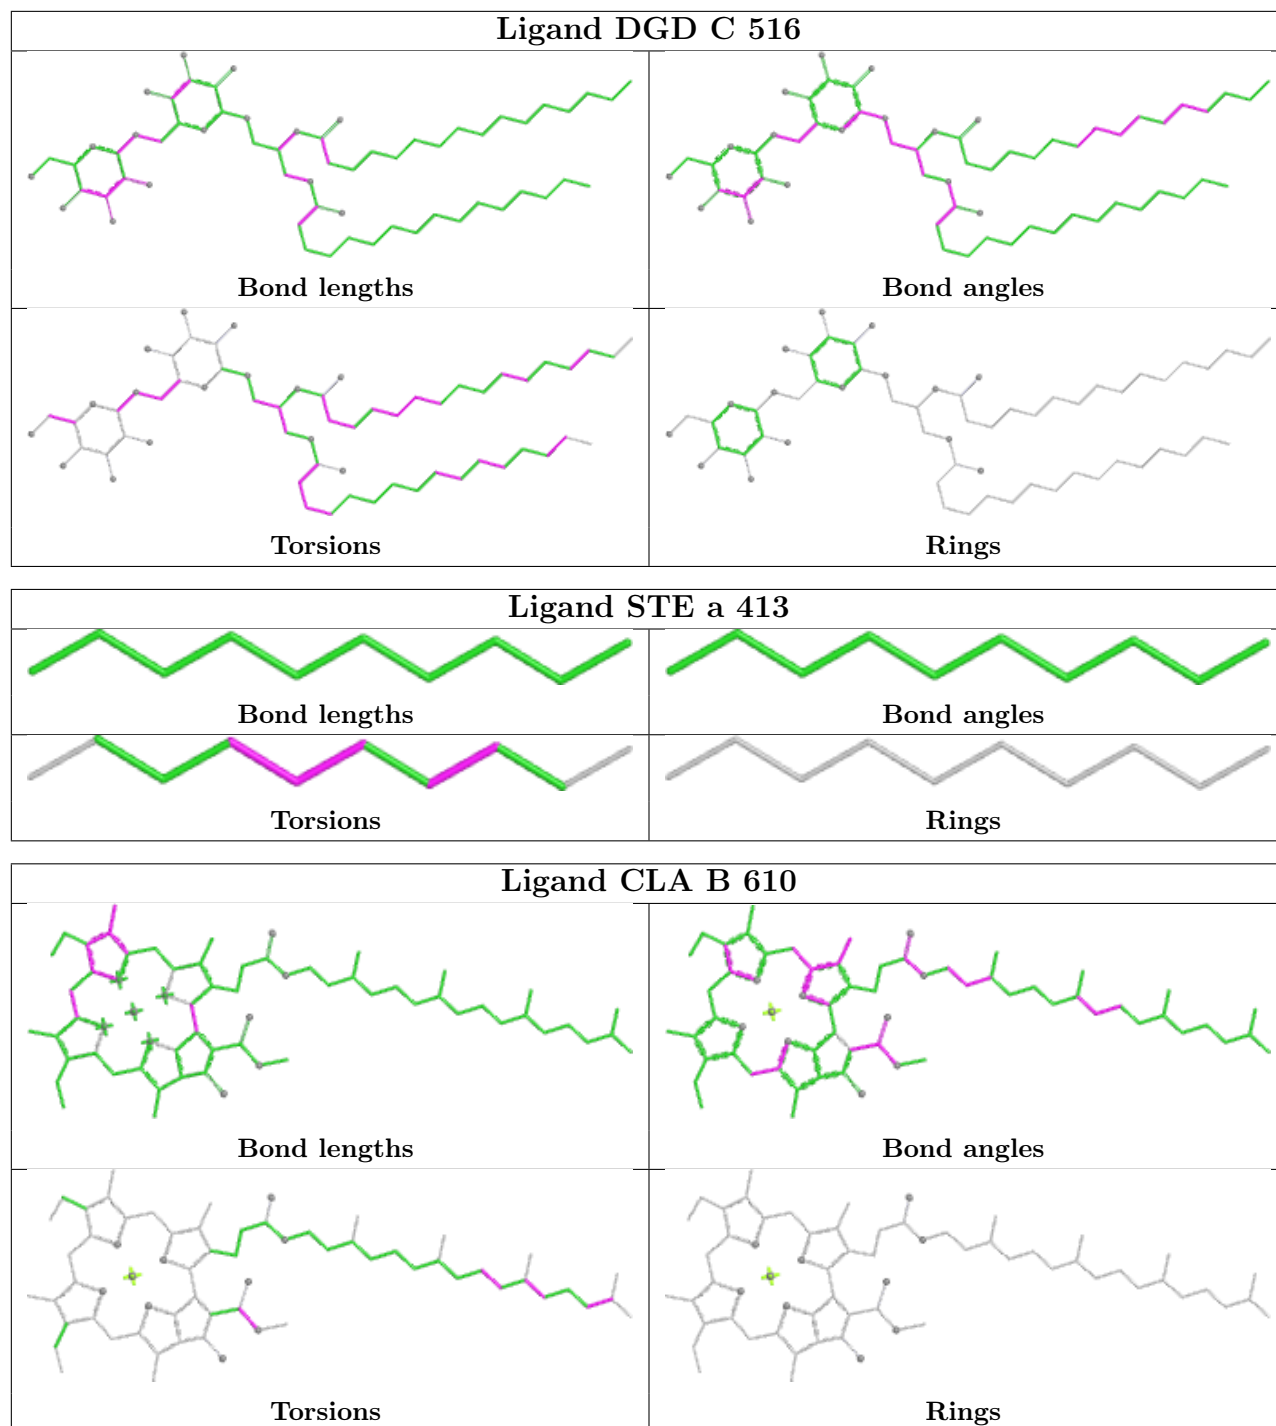 Ligand DGD C 516
Bond lengths
Bond angles
Torsions
Rings
Ligand STE a 413
Bond lengths
Bond angles
Torsions
Rings
Ligand CLA B 610
Bond lengths
Bond angles
Torsions
Rings